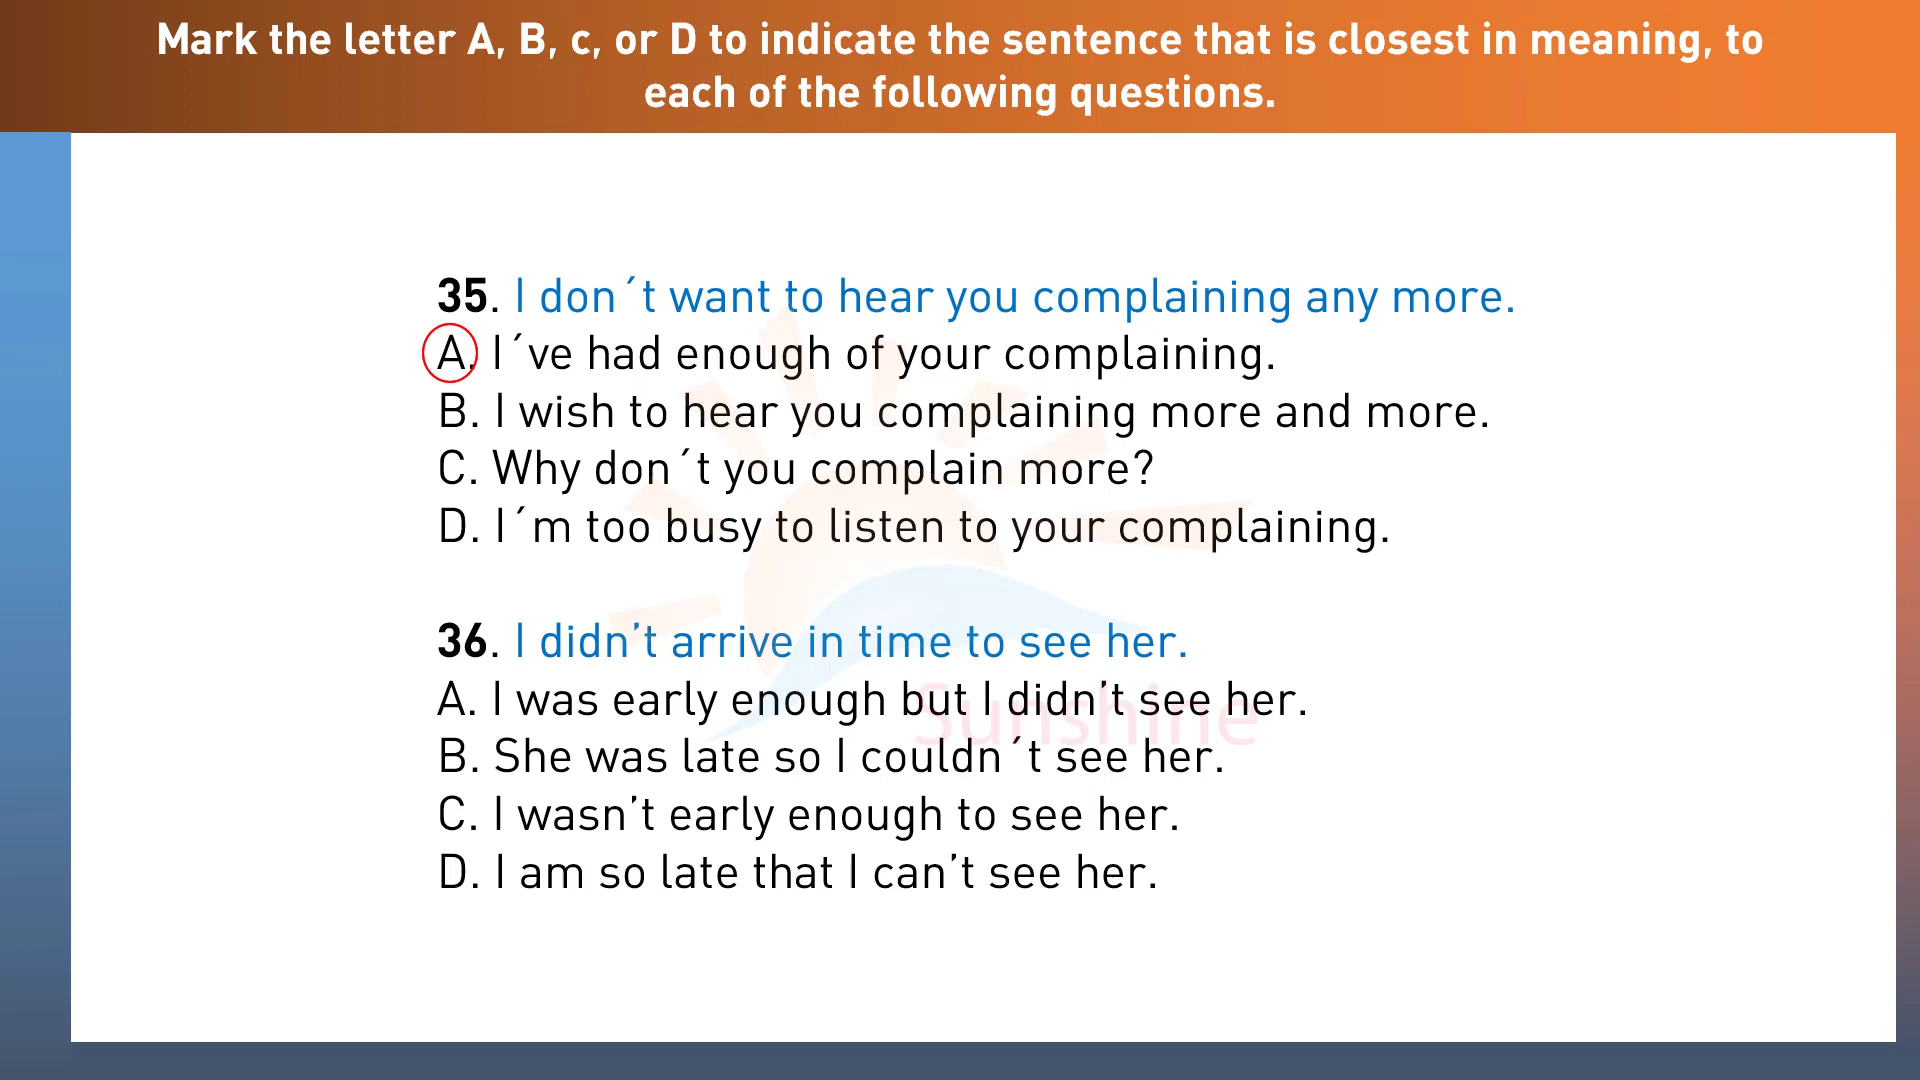 Mark the letter A, B, c, or D to indicate the sentence that is closest in meaning, to
each of the following questions.
35. I don´t want to hear you complaining any more.
A. I´ve had enough of your complaining.
B. I wish to hear you complaining more and more.
C. Why don´t you complain more?
D. I´m too busy to listen to your complaining.
36. I didn’t arrive in time to see her.
A. I was early enough but I didn’t see her.
Sunshine
B. She was late so I couldn´t see her.
C. I wasn’t early enough to see her.
D. I am so late that I can’t see her.